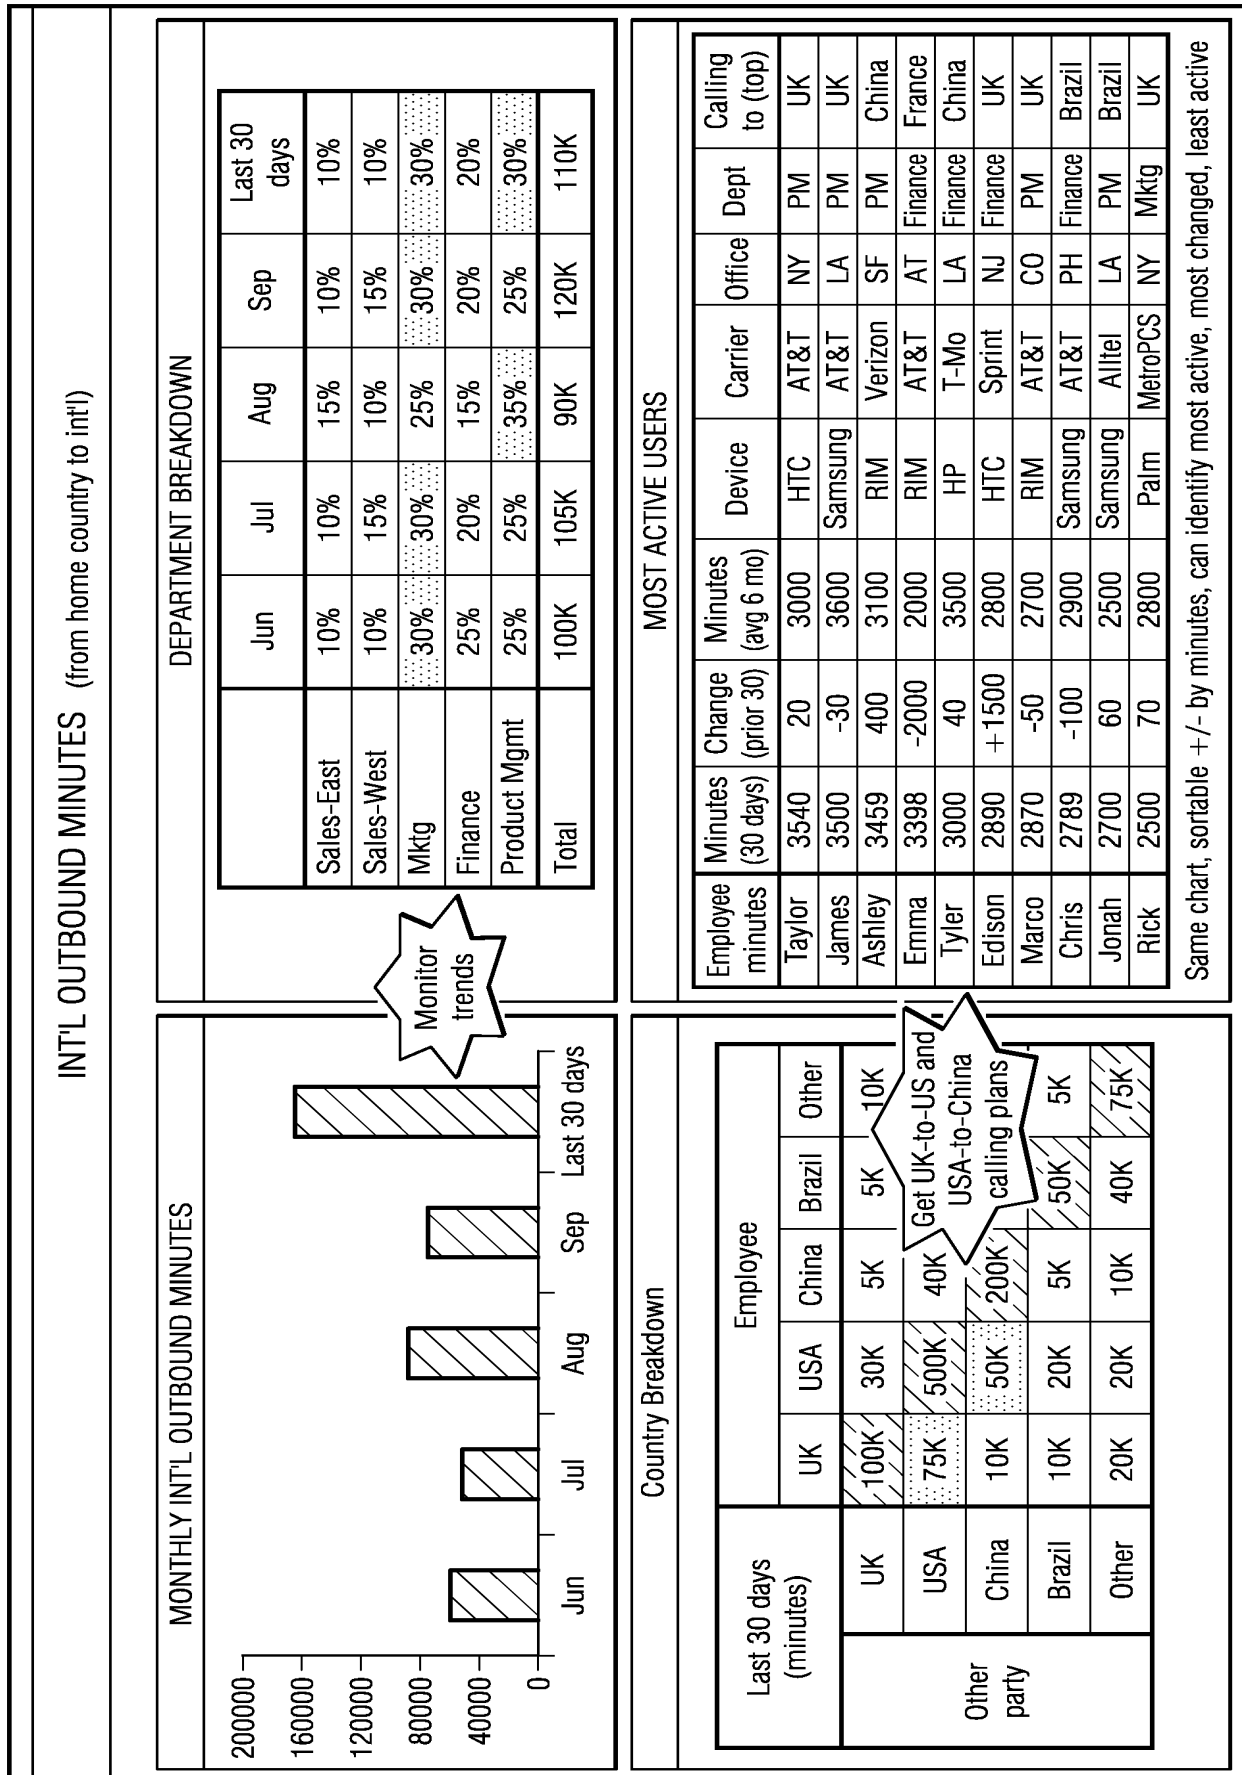 INT'L OUTBOUND MINUTES (from home country to int'l)
MONTHLY INT'L OUTBOUND MINUTES
200000
160000
120000
80000
40000
0
Jun Jul Aug Sep Last 30 days
Monitor
trends
DEPARTMENT BREAKDOWN
Jun Jul Aug Sep Last 30
days
Sales-East 10% 10% 15% 10% 10%
Sales-West 10% 15% 10% 15% 10%
Mktg 30% 30% 25% 30% 30%
Finance 25% 20% 15% 20% 20%
Product Mgmt 25% 25% 35% 25% 30%
Total 100K 105K 90K 120K 110K
Country Breakdown
Last 30 days
(minutes)
Employee
UK USA China Brazil Other
Other
party
UK 100K 30K 5K 5K 10K
USA 75K 500K 40K
China 10K 50K 200K
Brazil 10K 20K 5K 50K 5K
Other 20K 20K 10K 40K 75K
Get UK-to-US and
USA-to-China
calling plans
MOST ACTIVE USERS
Employee
minutes
Minutes
(30 days)
Change
(prior 30)
Minutes
(avg 6 mo)
Device
Carrier
Office
Dept
Calling
to (top)
Taylor 3540 20 3000 HTC AT&T NY PM UK
James 3500 -30 3600 Samsung AT&T LA PM UK
Ashley 3459 400 3100 RIM Verizon SF PM China
Emma 3398 -2000 2000 RIM AT&T AT Finance France
Tyler 3000 40 3500 HP T-Mo LA Finance China
Edison 2890 +1500 2800 HTC Sprint NJ Finance UK
Marco 2870 -50 2700 RIM AT&T CO PM UK
Chris 2789 -100 2900 Samsung AT&T PH Finance Brazil
Jonah 2700 60 2500 Samsung Alltel LA PM Brazil
Rick 2500 70 2800 Palm MetroPCS NY Mktg UK
Same chart, sortable +/- by minutes, can identify most active, most changed, least active